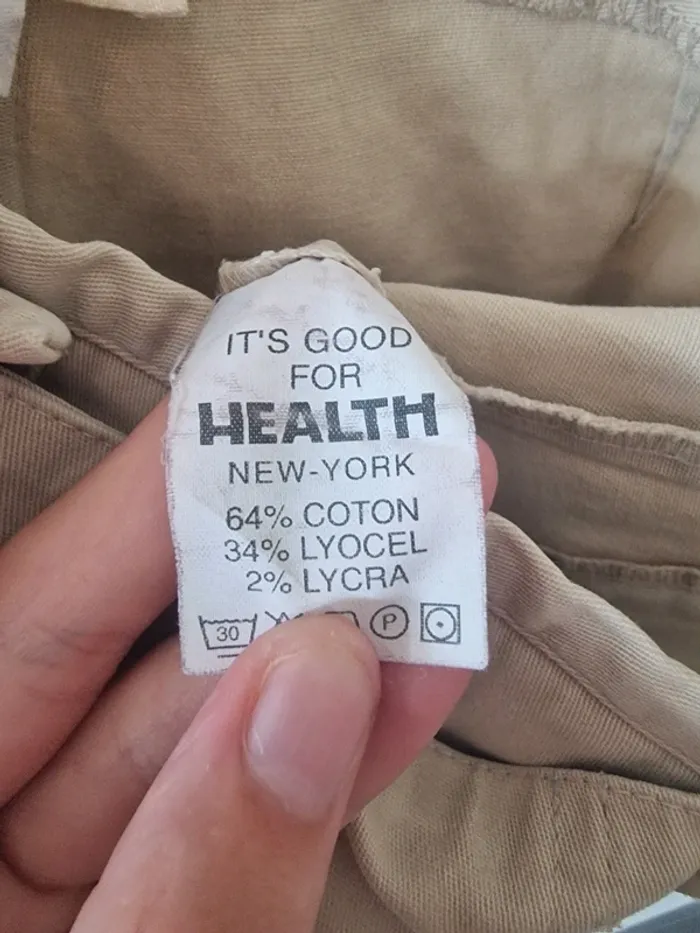 IT'S GOOD
FOR
HEALTH
NEW-YORK
64% COTON
34% LYOCEL
2% LYCRA
30 P